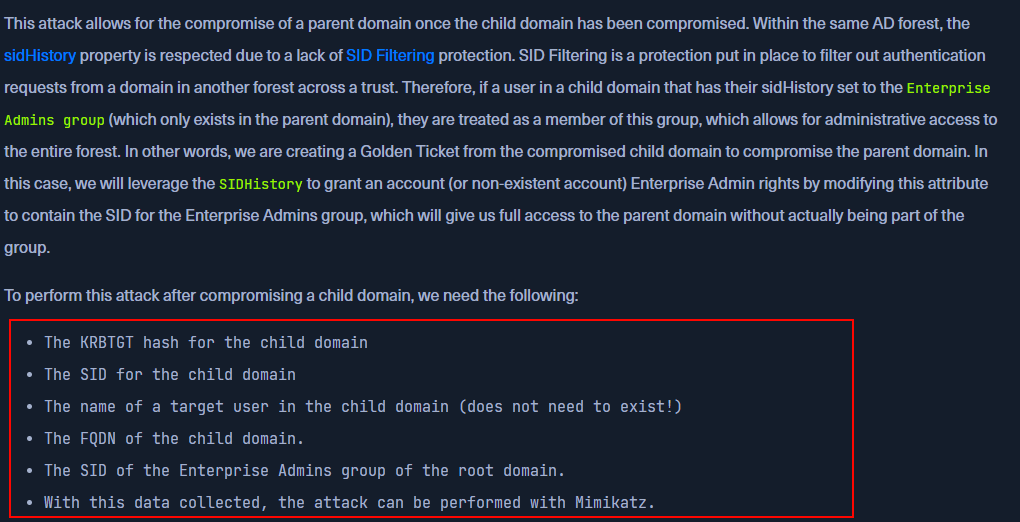 This attack allows for the compromise of a parent domain once the child domain has been compromised. Within the same AD forest, the
sidHistory property is respected due to a lack of SID Filtering protection. SID Filtering is a protection put in place to filter out authentication
requests from a domain in another forest across a trust. Therefore, if a user in a child domain that has their sidHistory set to the Enterprise
Admins group (which only exists in the parent domain), they are treated as a member of this group, which allows for administrative access to
the entire forest. In other words, we are creating a Golden Ticket from the compromised child domain to compromise the parent domain. In
this case, we will leverage the SIDHistory to grant an account (or non-existent account) Enterprise Admin rights by modifying this attribute
to contain the SID for the Enterprise Admins group, which will give us full access to the parent domain without actually being part of the
group.
To perform this attack after compromising a child domain, we need the following:
• The KRBTGT hash for the child domain
• The SID for the child domain
• The name of a target user in the child domain (does not need to exist!)
• The FQDN of the child domain.
• The SID of the Enterprise Admins group of the root domain.
• With this data collected, the attack can be performed with Mimikatz.